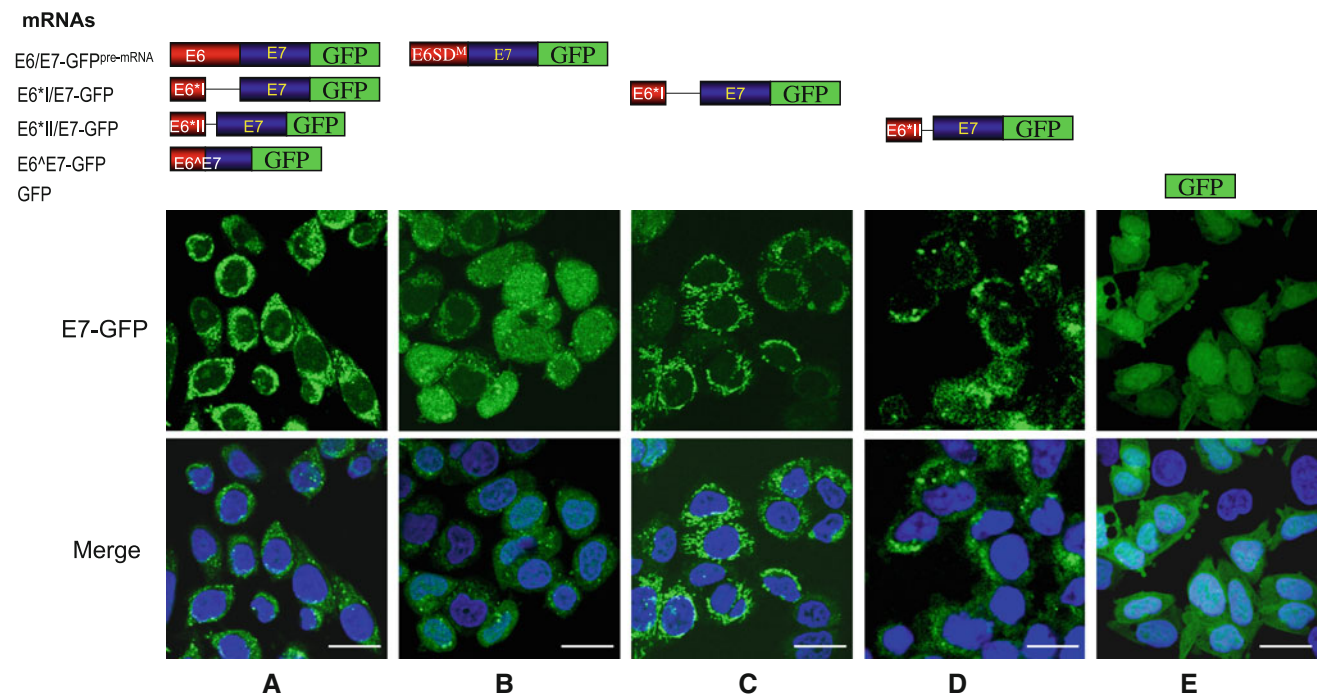 mRNAs
E6/E7-GFPpre-mRNA E6 E7 GFP E6SDM E7 GFP
E6*I/E7-GFP E6*I E7 GFP E6*I E7 GFP
E6*II/E7-GFP E6*II E7 GFP E6*II E7 GFP
E6^E7-GFP E6^E7 GFP
GFP GFP
E7-GFP
Merge
A B C D E